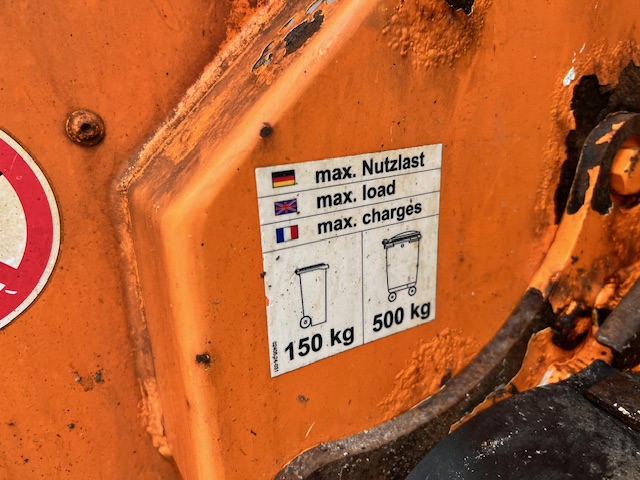 max. Nutzlast
max. load
max. charges
150 kg
500 kg